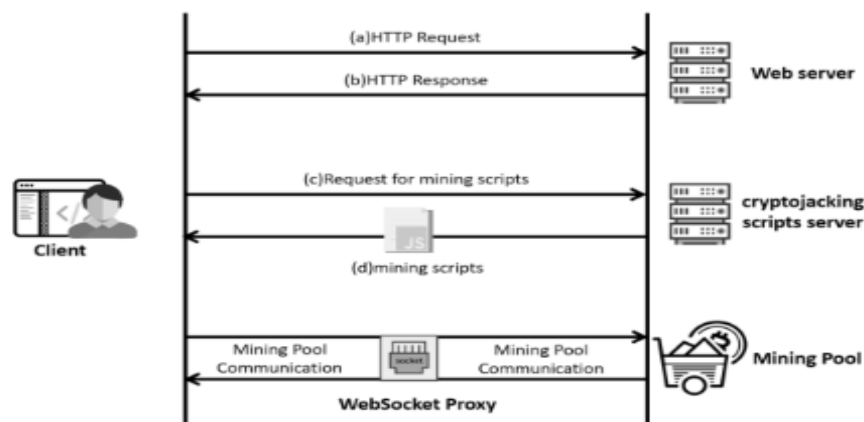 (a)HTTP Request
(b)HTTP Response
Web server
(c)Request for mining scripts
JS
(d)mining scripts
cryptojacking
scripts server
Client
Mining Pool
Communication
socket
Mining Pool
Communication
Mining Pool
WebSocket Proxy